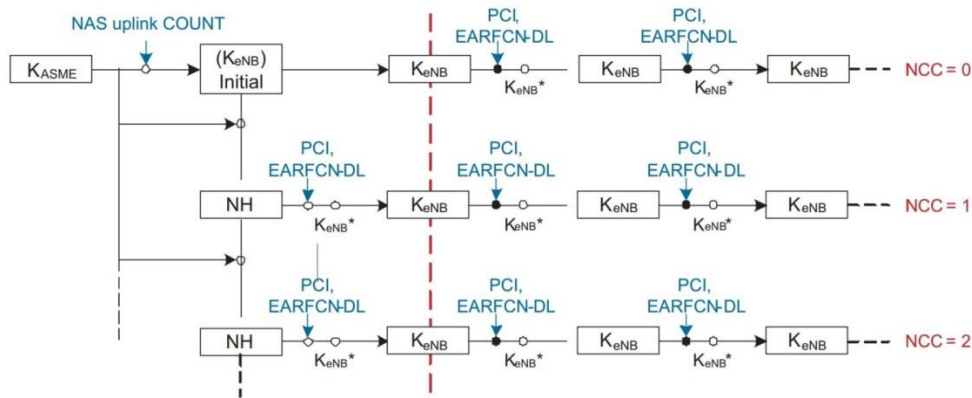 NAS uplink COUNT
PCI,
EARFCN-DL
PCI,
EARFCN-DL
KASME
(KeNB)
Initial
KeNB
KeNB*
KeNB
KeNB*
KeNB
NCC = 0
PCI,
EARFCN-DL
PCI,
EARFCN-DL
PCI,
EARFCN-DL
NH
KeNB*
KeNB
KeNB*
KeNB
KeNB*
KeNB
NCC = 1
PCI,
EARFCN-DL
PCI,
EARFCN-DL
PCI,
EARFCN-DL
NH
KeNB*
KeNB
KeNB*
KeNB
KeNB*
KeNB
NCC = 2